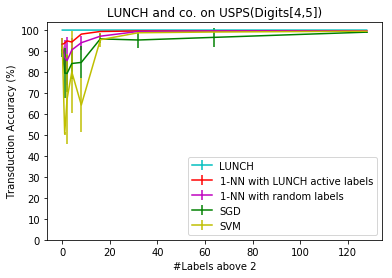 LUNCH and co. on USPS(Digits[4,5])
Transduction Accuracy (%)
100
90
80
70
60
50
40
30
20
10
0
LUNCH
1-NN with LUNCH active labels
1-NN with random labels
SGD
SVM
0
20
40
60
80
100
120
#Labels above 2